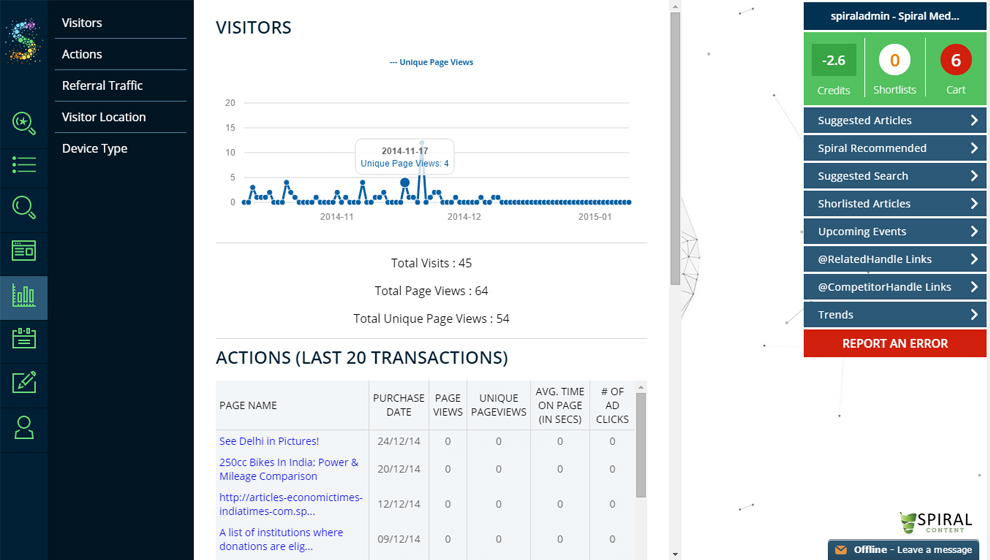 Visitors
Actions
Referral Traffic
Visitor Location
Device Type
VISITORS
--- Unique Page Views
20
15
10
5
0
2014-11-17
Unique Page Views: 4
2014-11
2014-12
2015-01
Total Visits : 45
Total Page Views : 64
Total Unique Page Views : 54
ACTIONS (LAST 20 TRANSACTIONS)
PAGE NAME
PURCHASE DATE
PAGE VIEWS
UNIQUE PAGEVIEWS
AVG. TIME ON PAGE (IN SECS)
# OF AD CLICKS
See Delhi in Pictures! 24/12/14 0 0 0 0
250cc Bikes In India; Power &
Mileage Comparison 20/12/14 0 0 0 0
http://articles-economictimes-
indiatimes-com.sp... 12/12/14 0 0 0 0
A list of institutions where
donations are elig... 09/12/14 0 0 0 0
spiraladmin - Spiral Med...
-2.6 0 6
Credits Shortlists Cart
Suggested Articles
Spiral Recommended
Suggested Search
Shorlisted Articles
Upcoming Events
@RelatedHandle Links
@CompetitorHandle Links
Trends
REPORT AN ERROR
SPIRAL
CONTENT
Offline - Leave a message